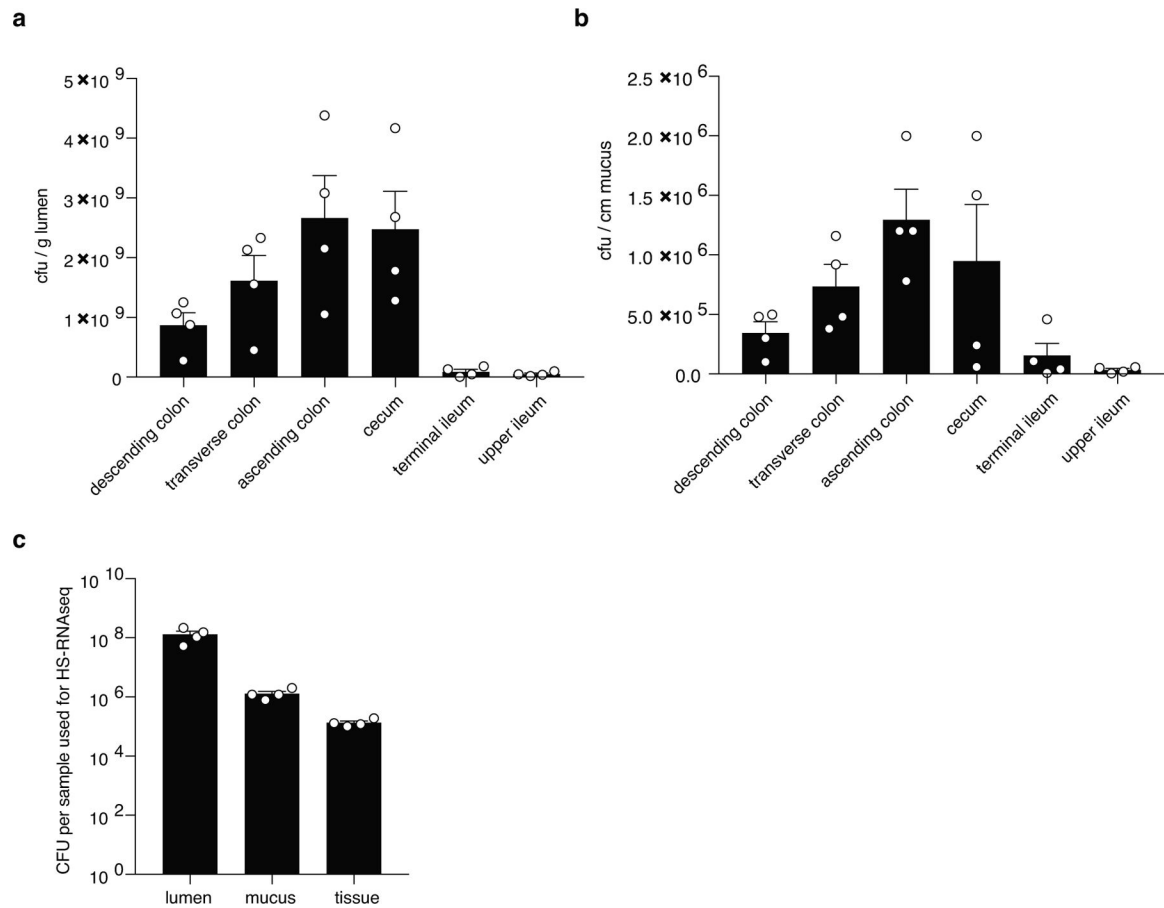 a
cfu / g lumen
5 ×10 9
4 ×10 9
3 ×10 9
2 ×10 9
1 ×10 9
0
descending colon
transverse colon
ascending colon
cecum
terminal ileum
upper ileum
b
cfu / cm mucus
2.5 ×10 6
2.0 ×10 6
1.5 ×10 6
1.0 ×10 6
5.0 ×10 5
0.0
descending colon
transverse colon
ascending colon
cecum
terminal ileum
upper ileum
c
CFU per sample used for HS-RNAseq
10 10
10 8
10 6
10 4
10 2
10 0
lumen
mucus
tissue